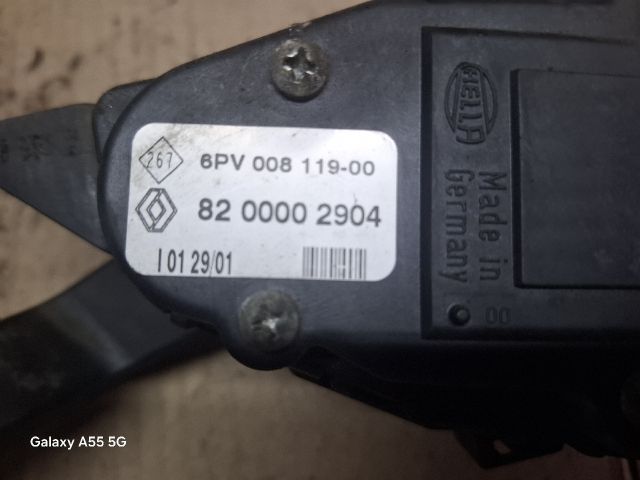 267
6PV 008 119-00
82 0000 2904
I 01 29/01
HELLA
Made in
Germany
00
Galaxy A55 5G